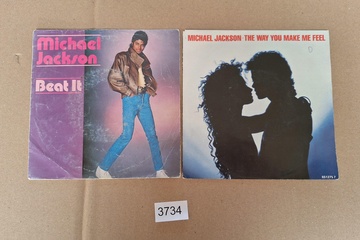 Michael
Jackson
Beat It
MICHAEL JACKSON THE WAY YOU MAKE ME FEEL
3734